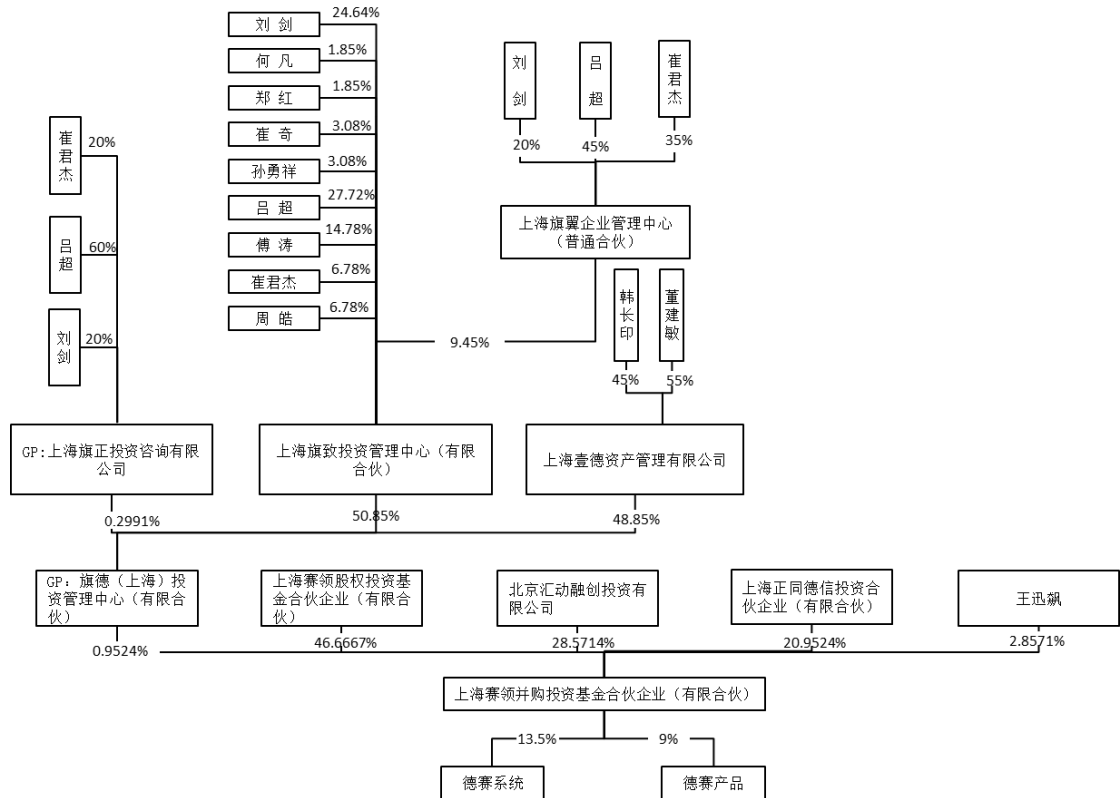 刘 剑
24.64%
何 凡
1.85%
郑 红
1.85%
崔 奇
3.08%
孙勇祥
3.08%
吕 超
27.72%
傅 涛
14.78%
崔君杰
6.78%
周 皓
6.78%
刘 剑
20%
吕 超
45%
崔君杰
35%
上海旗翼企业管理中心
（普通合伙）
9.45%
崔君杰
20%
吕超
60%
刘剑
20%
韩长印
45%
董建敏
55%
GP:上海旗正投资咨询有限
公司
上海旗致投资管理中心（有限
合伙）
上海壹德资产管理有限公司
0.2991%
50.85%
48.85%
GP: 旗德（上海）投
资管理中心（有限合
伙）
上海赛领股权投资基
金合伙企业（有限合
伙）
北京汇动融创投资有
限公司
上海正同德信投资合
伙企业（有限合伙）
王迅飙
0.9524%
46.6667%
28.5714%
20.9524%
2.8571%
上海赛领并购投资基金合伙企业（有限合伙）
13.5%
9%
德赛系统
德赛产品